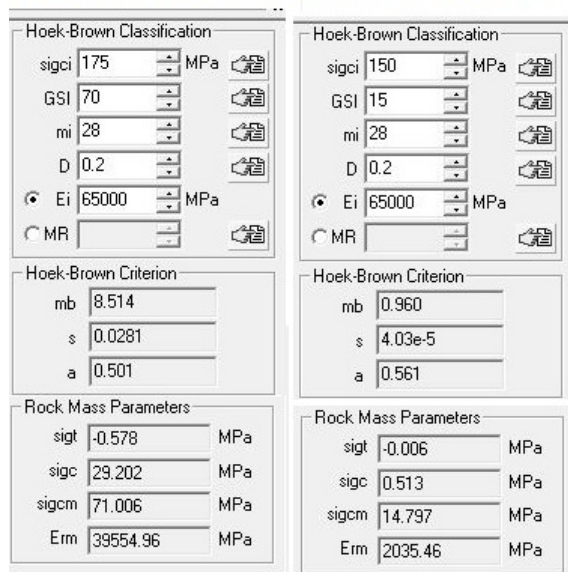 Hoek-Brown Classification
sigci 175 MPa
GSI 70
mi 28
D 0.2
Ei 65000 MPa
MR
Hoek-Brown Criterion
mb 8.514
s 0.0281
a 0.501
Rock Mass Parameters
sigt -0.578 MPa
sigc 29.202 MPa
sigcm 71.006 MPa
Erm 39554.96 MPa
Hoek-Brown Classification
sigci 150 MPa
GSI 15
mi 28
D 0.2
Ei 65000 MPa
MR
Hoek-Brown Criterion
mb 0.960
s 4.03e-5
a 0.561
Rock Mass Parameters
sigt -0.006 MPa
sigc 0.513 MPa
sigcm 14.797 MPa
Erm 2035.46 MPa